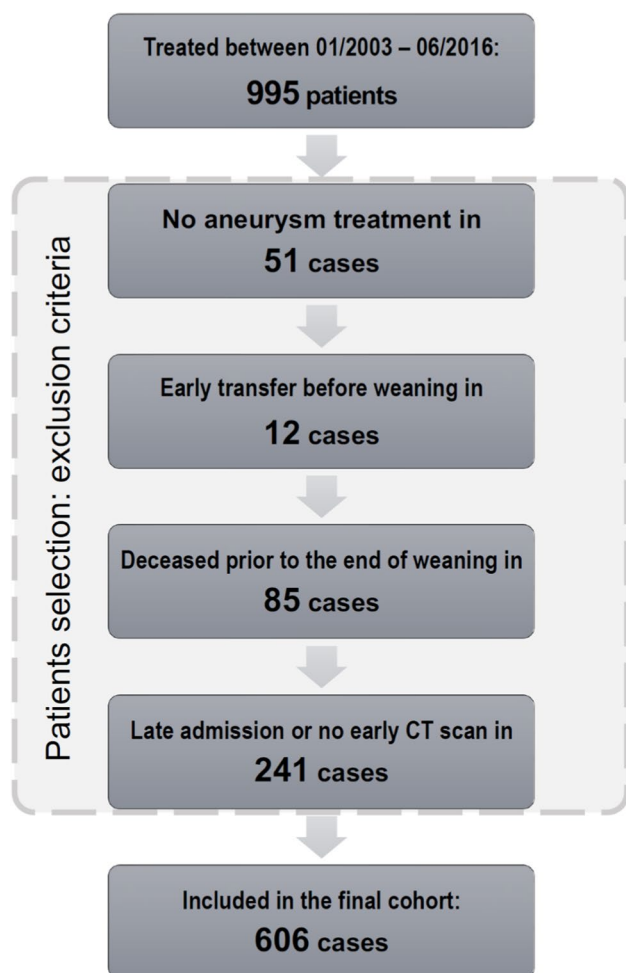 Treated between 01/2003 – 06/2016:
995 patients
Patients selection: exclusion criteria
No aneurysm treatment in
51 cases
Early transfer before weaning in
12 cases
Deceased prior to the end of weaning in
85 cases
Late admission or no early CT scan in
241 cases
Included in the final cohort:
606 cases